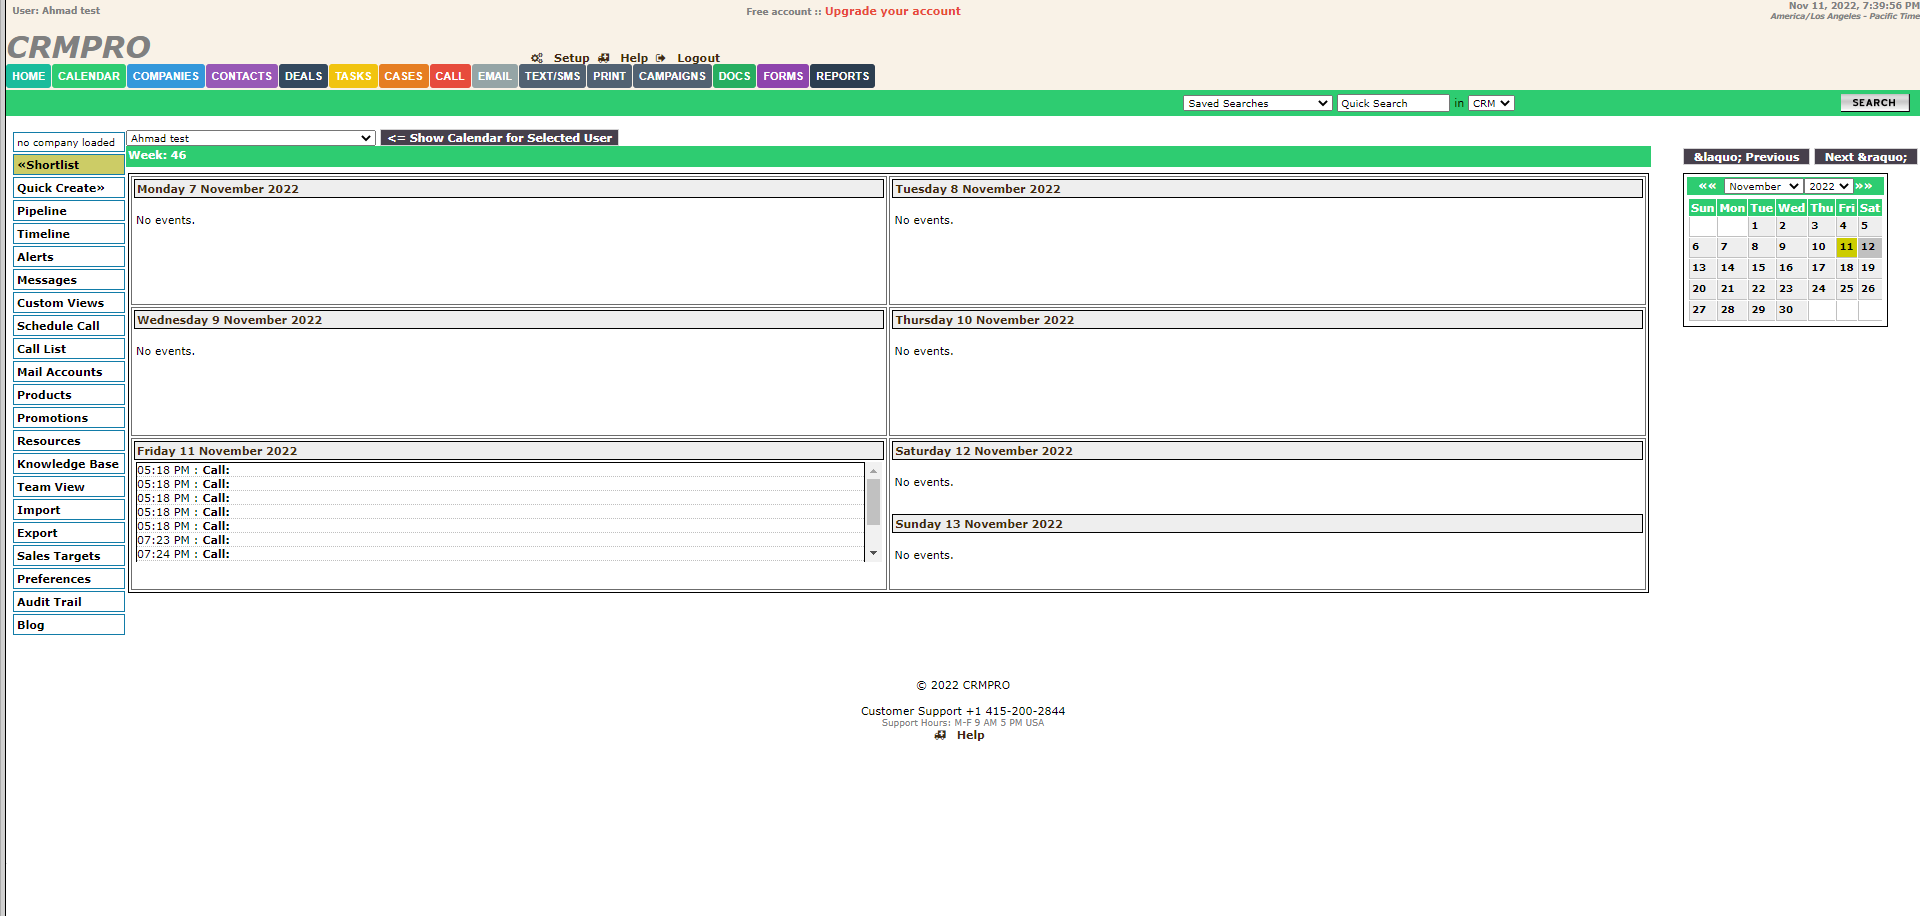 User: Ahmad test
Free account :: Upgrade your account
Nov 11, 2022, 7:39:56 PM
America/Los Angeles - Pacific Time
CRMPRO
Setup Help Logout
HOME CALENDAR COMPANIES CONTACTS DEALS TASKS CASES CALL EMAIL TEXT/SMS PRINT CAMPAIGNS DOCS FORMS REPORTS
Saved Searches Quick Search in CRM SEARCH
no company loaded
«Shortlist
Quick Create»
Pipeline
Timeline
Alerts
Messages
Custom Views
Schedule Call
Call List
Mail Accounts
Products
Promotions
Resources
Knowledge Base
Team View
Import
Export
Sales Targets
Preferences
Audit Trail
Blog
Ahmad test <= Show Calendar for Selected User
Week: 46
Monday 7 November 2022
No events.
Tuesday 8 November 2022
No events.
Wednesday 9 November 2022
No events.
Thursday 10 November 2022
No events.
Friday 11 November 2022
05:18 PM : Call:
05:18 PM : Call:
05:18 PM : Call:
05:18 PM : Call:
05:18 PM : Call:
07:23 PM : Call:
07:24 PM : Call:
Saturday 12 November 2022
No events.
Sunday 13 November 2022
No events.
&laquo; Previous Next &raquo;
«« November 2022 »»
Sun Mon Tue Wed Thu Fri Sat
1 2 3 4 5
6 7 8 9 10 11 12
13 14 15 16 17 18 19
20 21 22 23 24 25 26
27 28 29 30
© 2022 CRMPRO
Customer Support +1 415-200-2844
Support Hours: M-F 9 AM 5 PM USA
Help